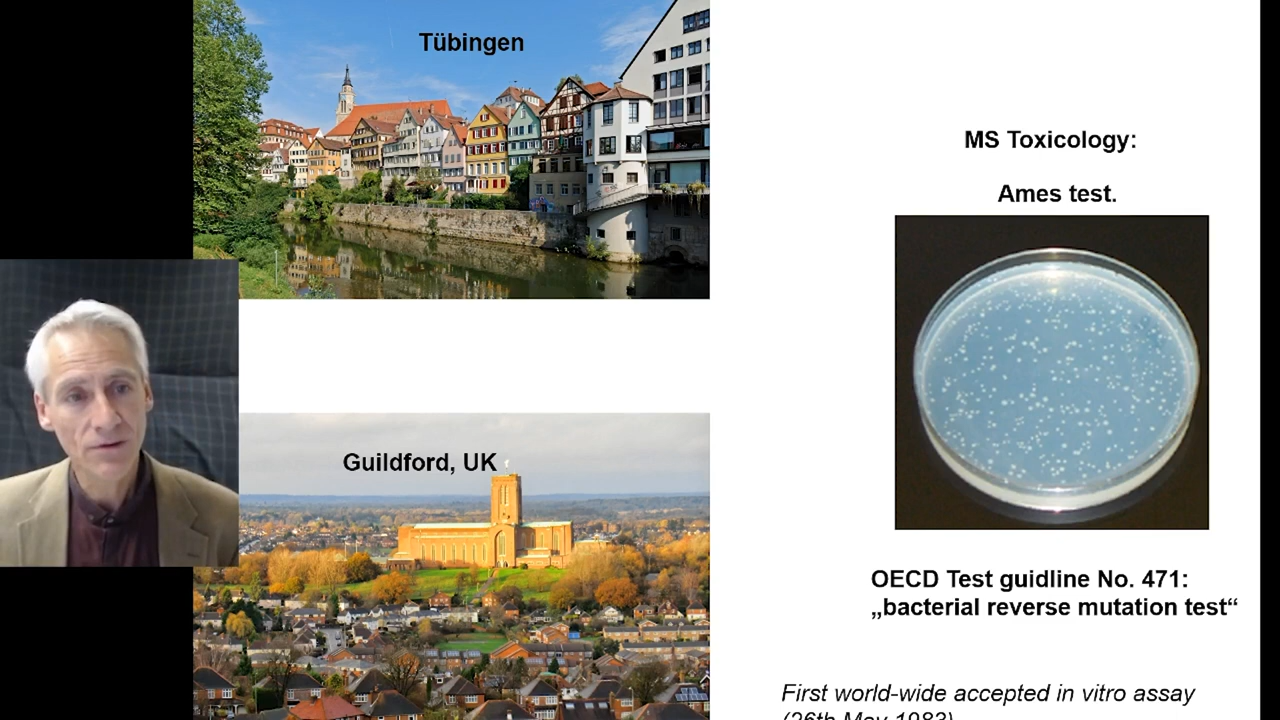 Tübingen
Guildford, UK
MS Toxicology:
Ames test.
OECD Test guidline No. 471:
„bacterial reverse mutation test“
First world-wide accepted in vitro assay
(26th May 1983)